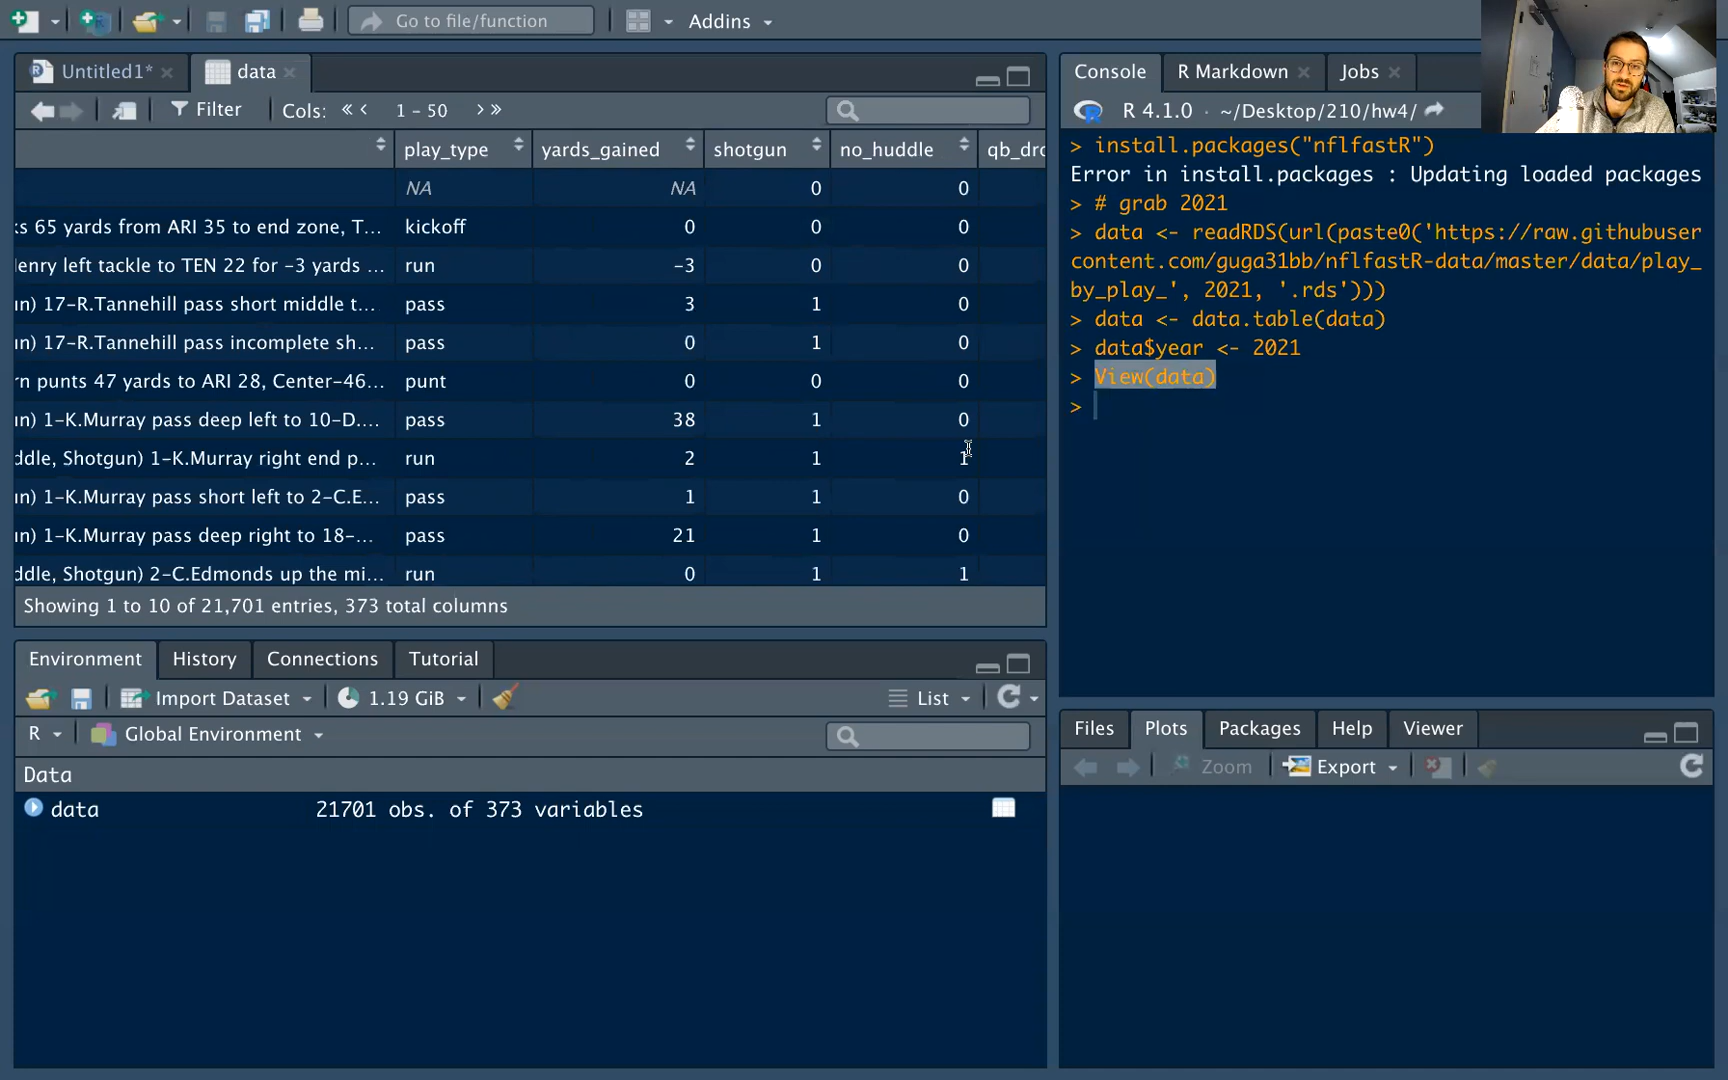 Go to file/function
Addins
Untitled1*
data
Filter
Cols:
1 - 50
play_type
yards_gained
shotgun
no_huddle
qb_dro
NA NA 0 0
ks 65 yards from ARI 35 to end zone, T... kickoff 0 0 0
lenry left tackle to TEN 22 for -3 yards ... run -3 0 0
un) 17-R.Tannehill pass short middle t... pass 3 1 0
un) 17-R.Tannehill pass incomplete sh... pass 0 1 0
rn punts 47 yards to ARI 28, Center-46... punt 0 0 0
un) 1-K.Murray pass deep left to 10-D.... pass 38 1 0
ddle, Shotgun) 1-K.Murray right end p... run 2 1 1
un) 1-K.Murray pass short left to 2-C.E... pass 1 1 0
un) 1-K.Murray pass deep right to 18-... pass 21 1 0
ddle, Shotgun) 2-C.Edmonds up the mi... run 0 1 1
Showing 1 to 10 of 21,701 entries, 373 total columns
Environment
History
Connections
Tutorial
Import Dataset
1.19 GiB
List
R
Global Environment
Data
data 21701 obs. of 373 variables
Console
R Markdown
Jobs
R 4.1.0 · ~/Desktop/210/hw4/
> install.packages("nflfastR")
Error in install.packages : Updating loaded packages
> # grab 2021
> data <- readRDS(url(paste0('https://raw.githubuser
content.com/guga31bb/nflfastR-data/master/data/play_
by_play_', 2021, '.rds')))
> data <- data.table(data)
> data$year <- 2021
> View(data)
>
Files
Plots
Packages
Help
Viewer
Zoom
Export